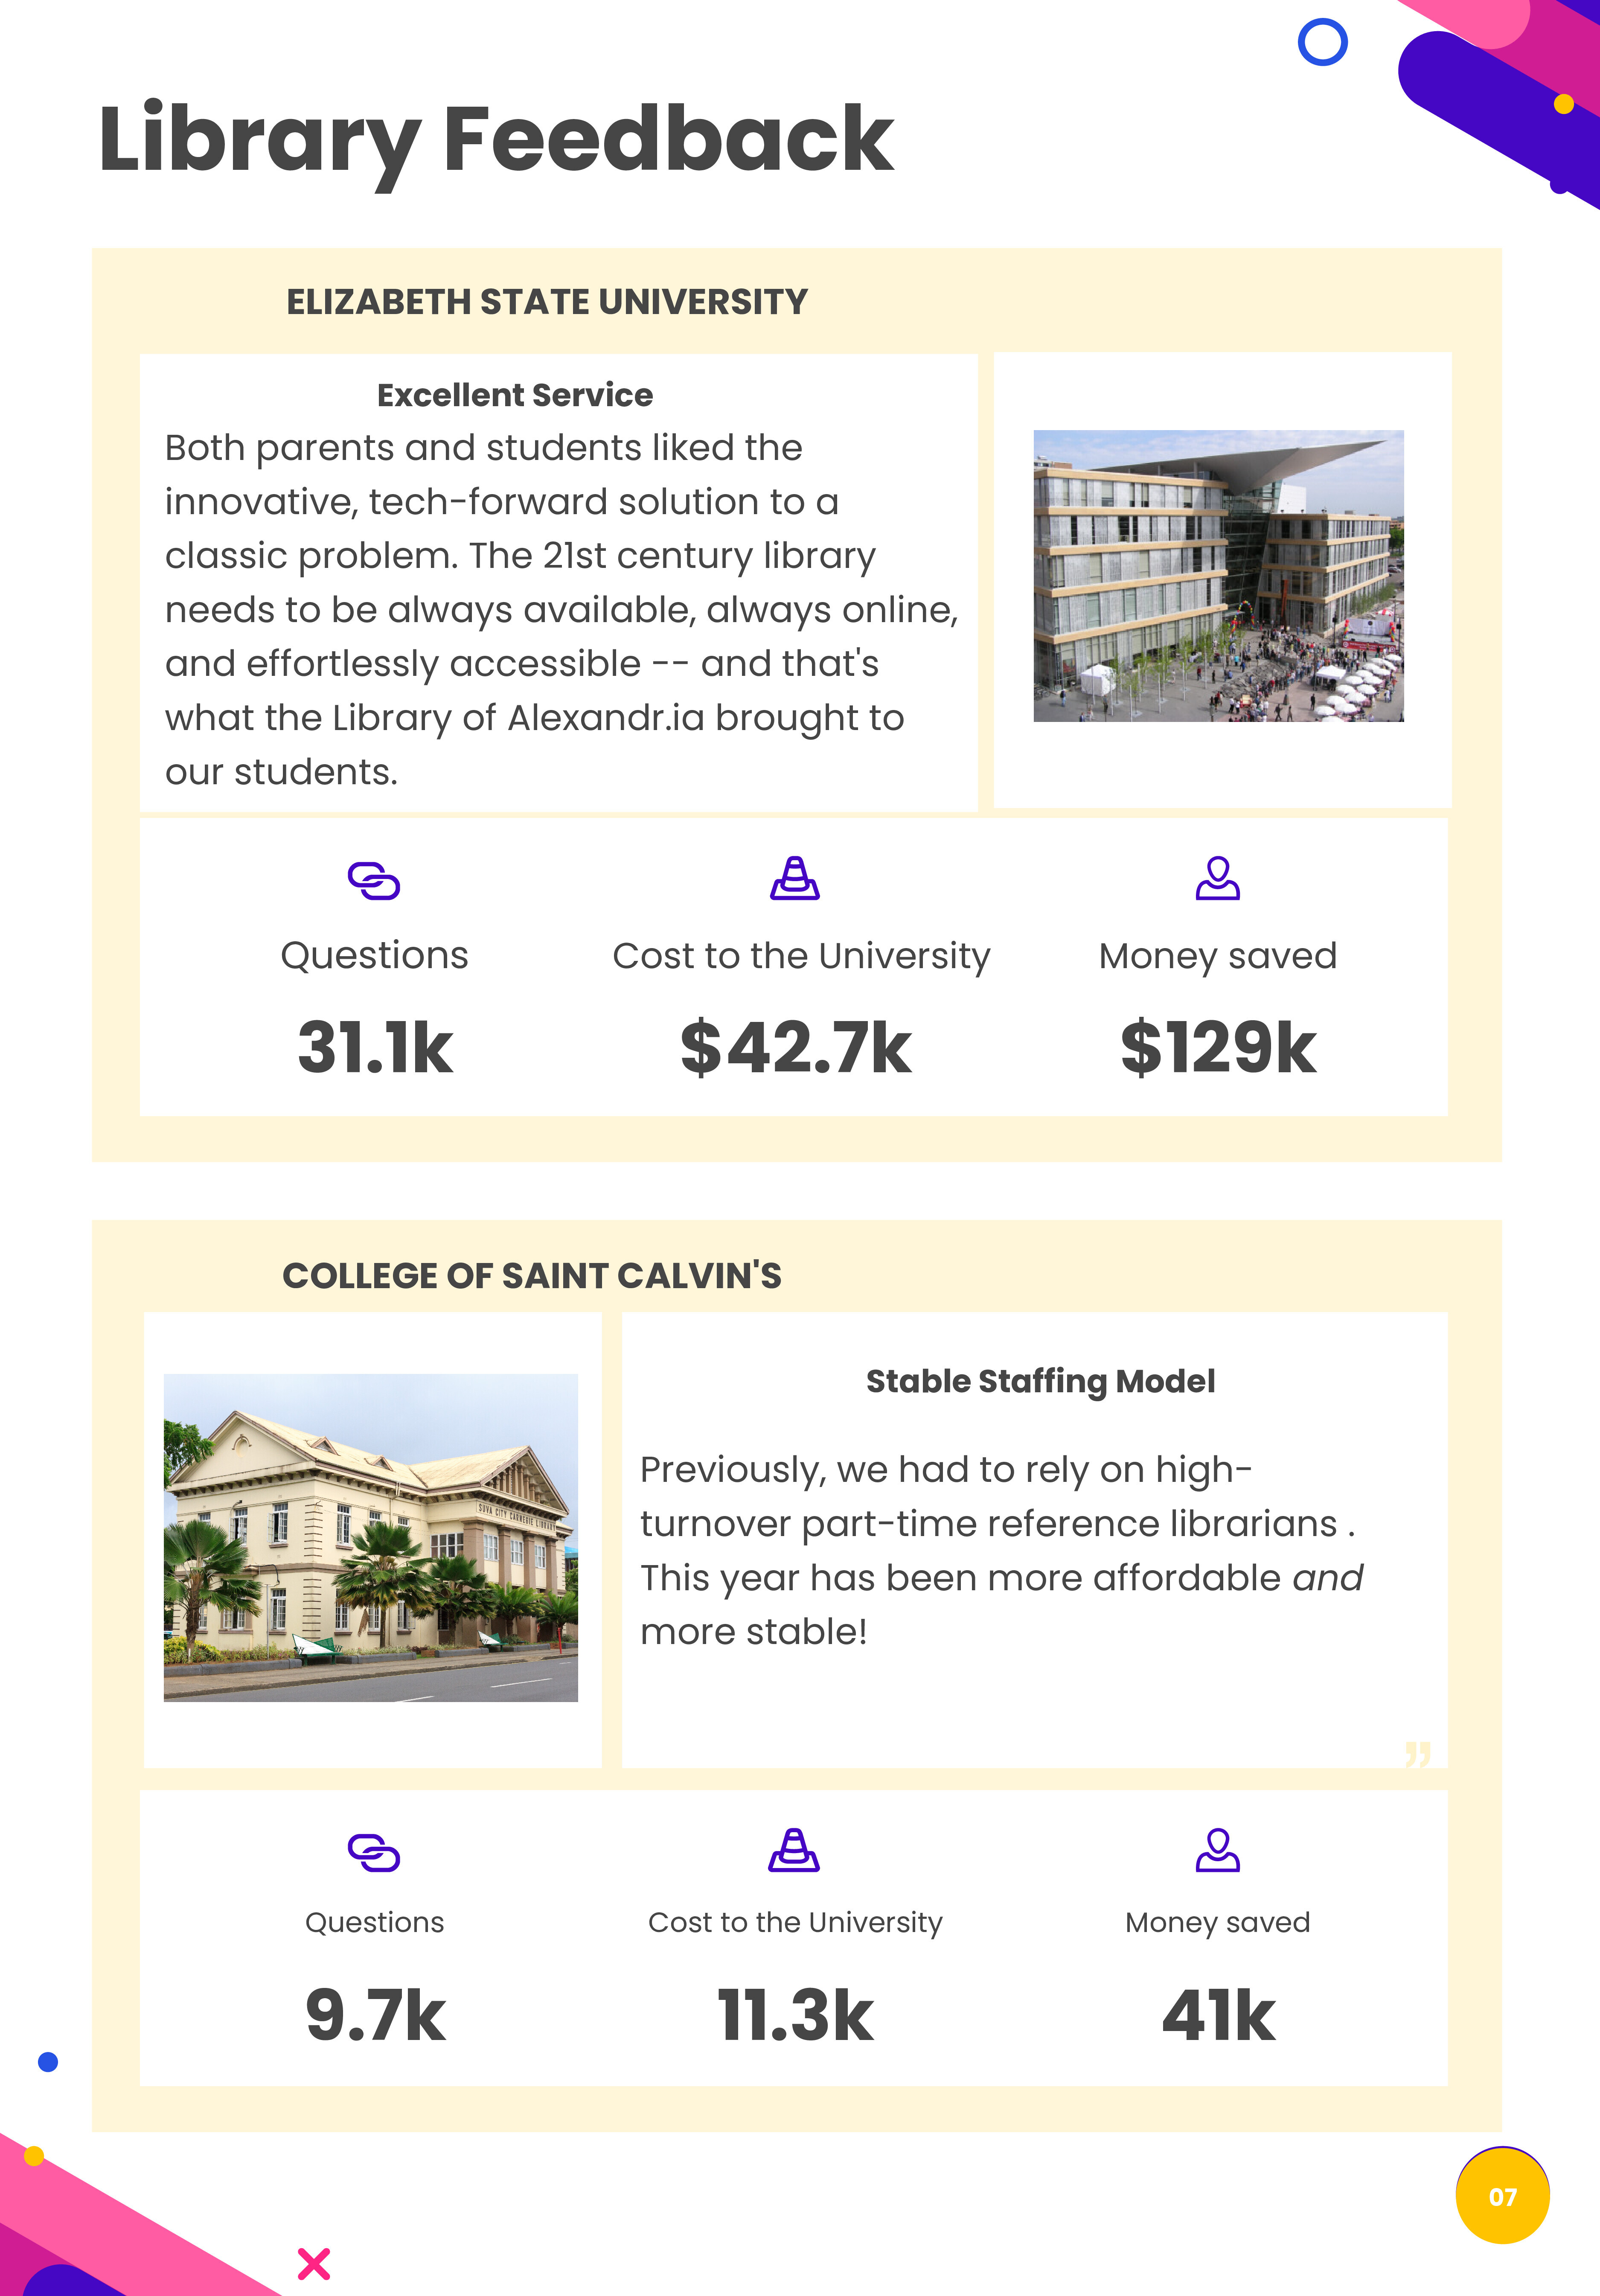 Library Feedback
ELIZABETH STATE UNIVERSITY
Excellent Service
Both parents and students liked the
innovative, tech-forward solution to a
classic problem. The 21st century library
needs to be always available, always online,
and effortlessly accessible -- and that's
what the Library of Alexandr.ia brought to
our students.
Questions
Cost to the University
Money saved
31.1k
$42.7k
$129k
COLLEGE OF SAINT CALVIN'S
SUVA CITY CARNEGIE LIBRARY
Stable Staffing Model
Previously, we had to rely on high-
turnover part-time reference librarians .
This year has been more affordable and
more stable!
”
Questions
Cost to the University
Money saved
9.7k
11.3k
41k
07